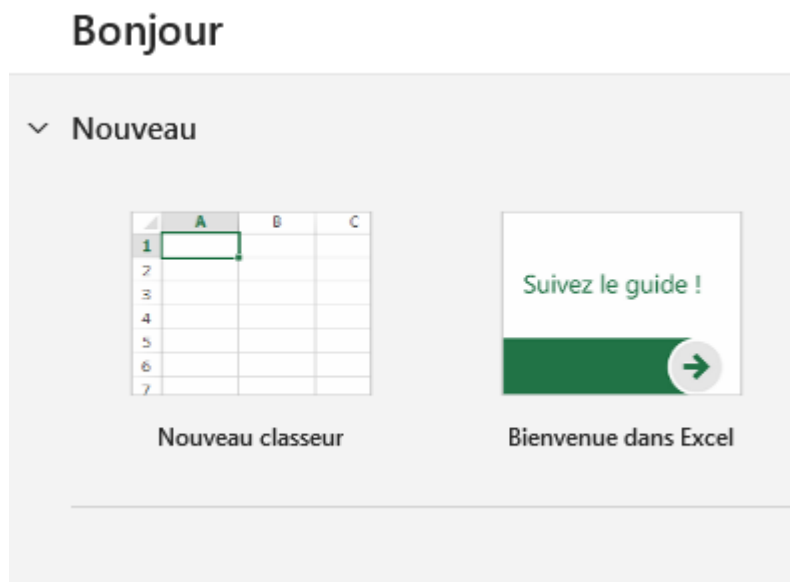 Bonjour
Nouveau
A B C
1
2
3
4
5
6
7
Suivez le guide !
Nouveau classeur
Bienvenue dans Excel